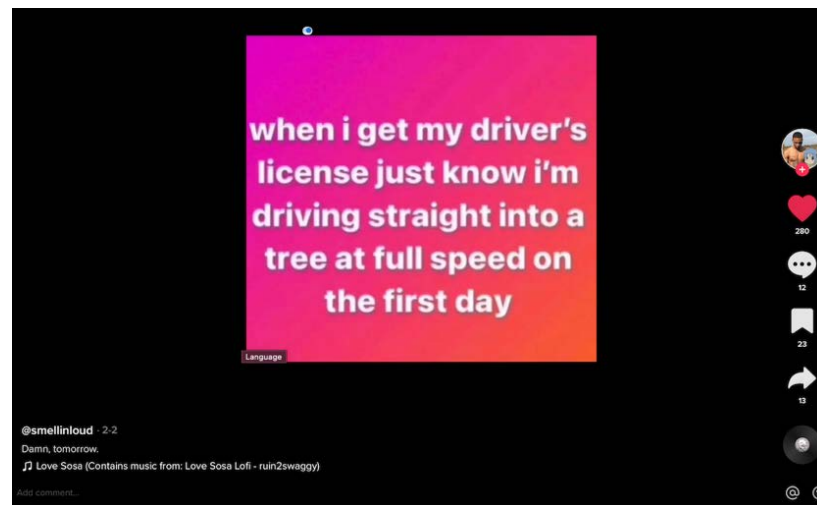 when i get my driver's
license just know i'm
driving straight into a
tree at full speed on
the first day
Language
280
12
23
13
@smellinloud · 2-2
Damn, tomorrow.
Love Sosa (Contains music from: Love Sosa Lofi - ruin2swaggy)
Add comment...